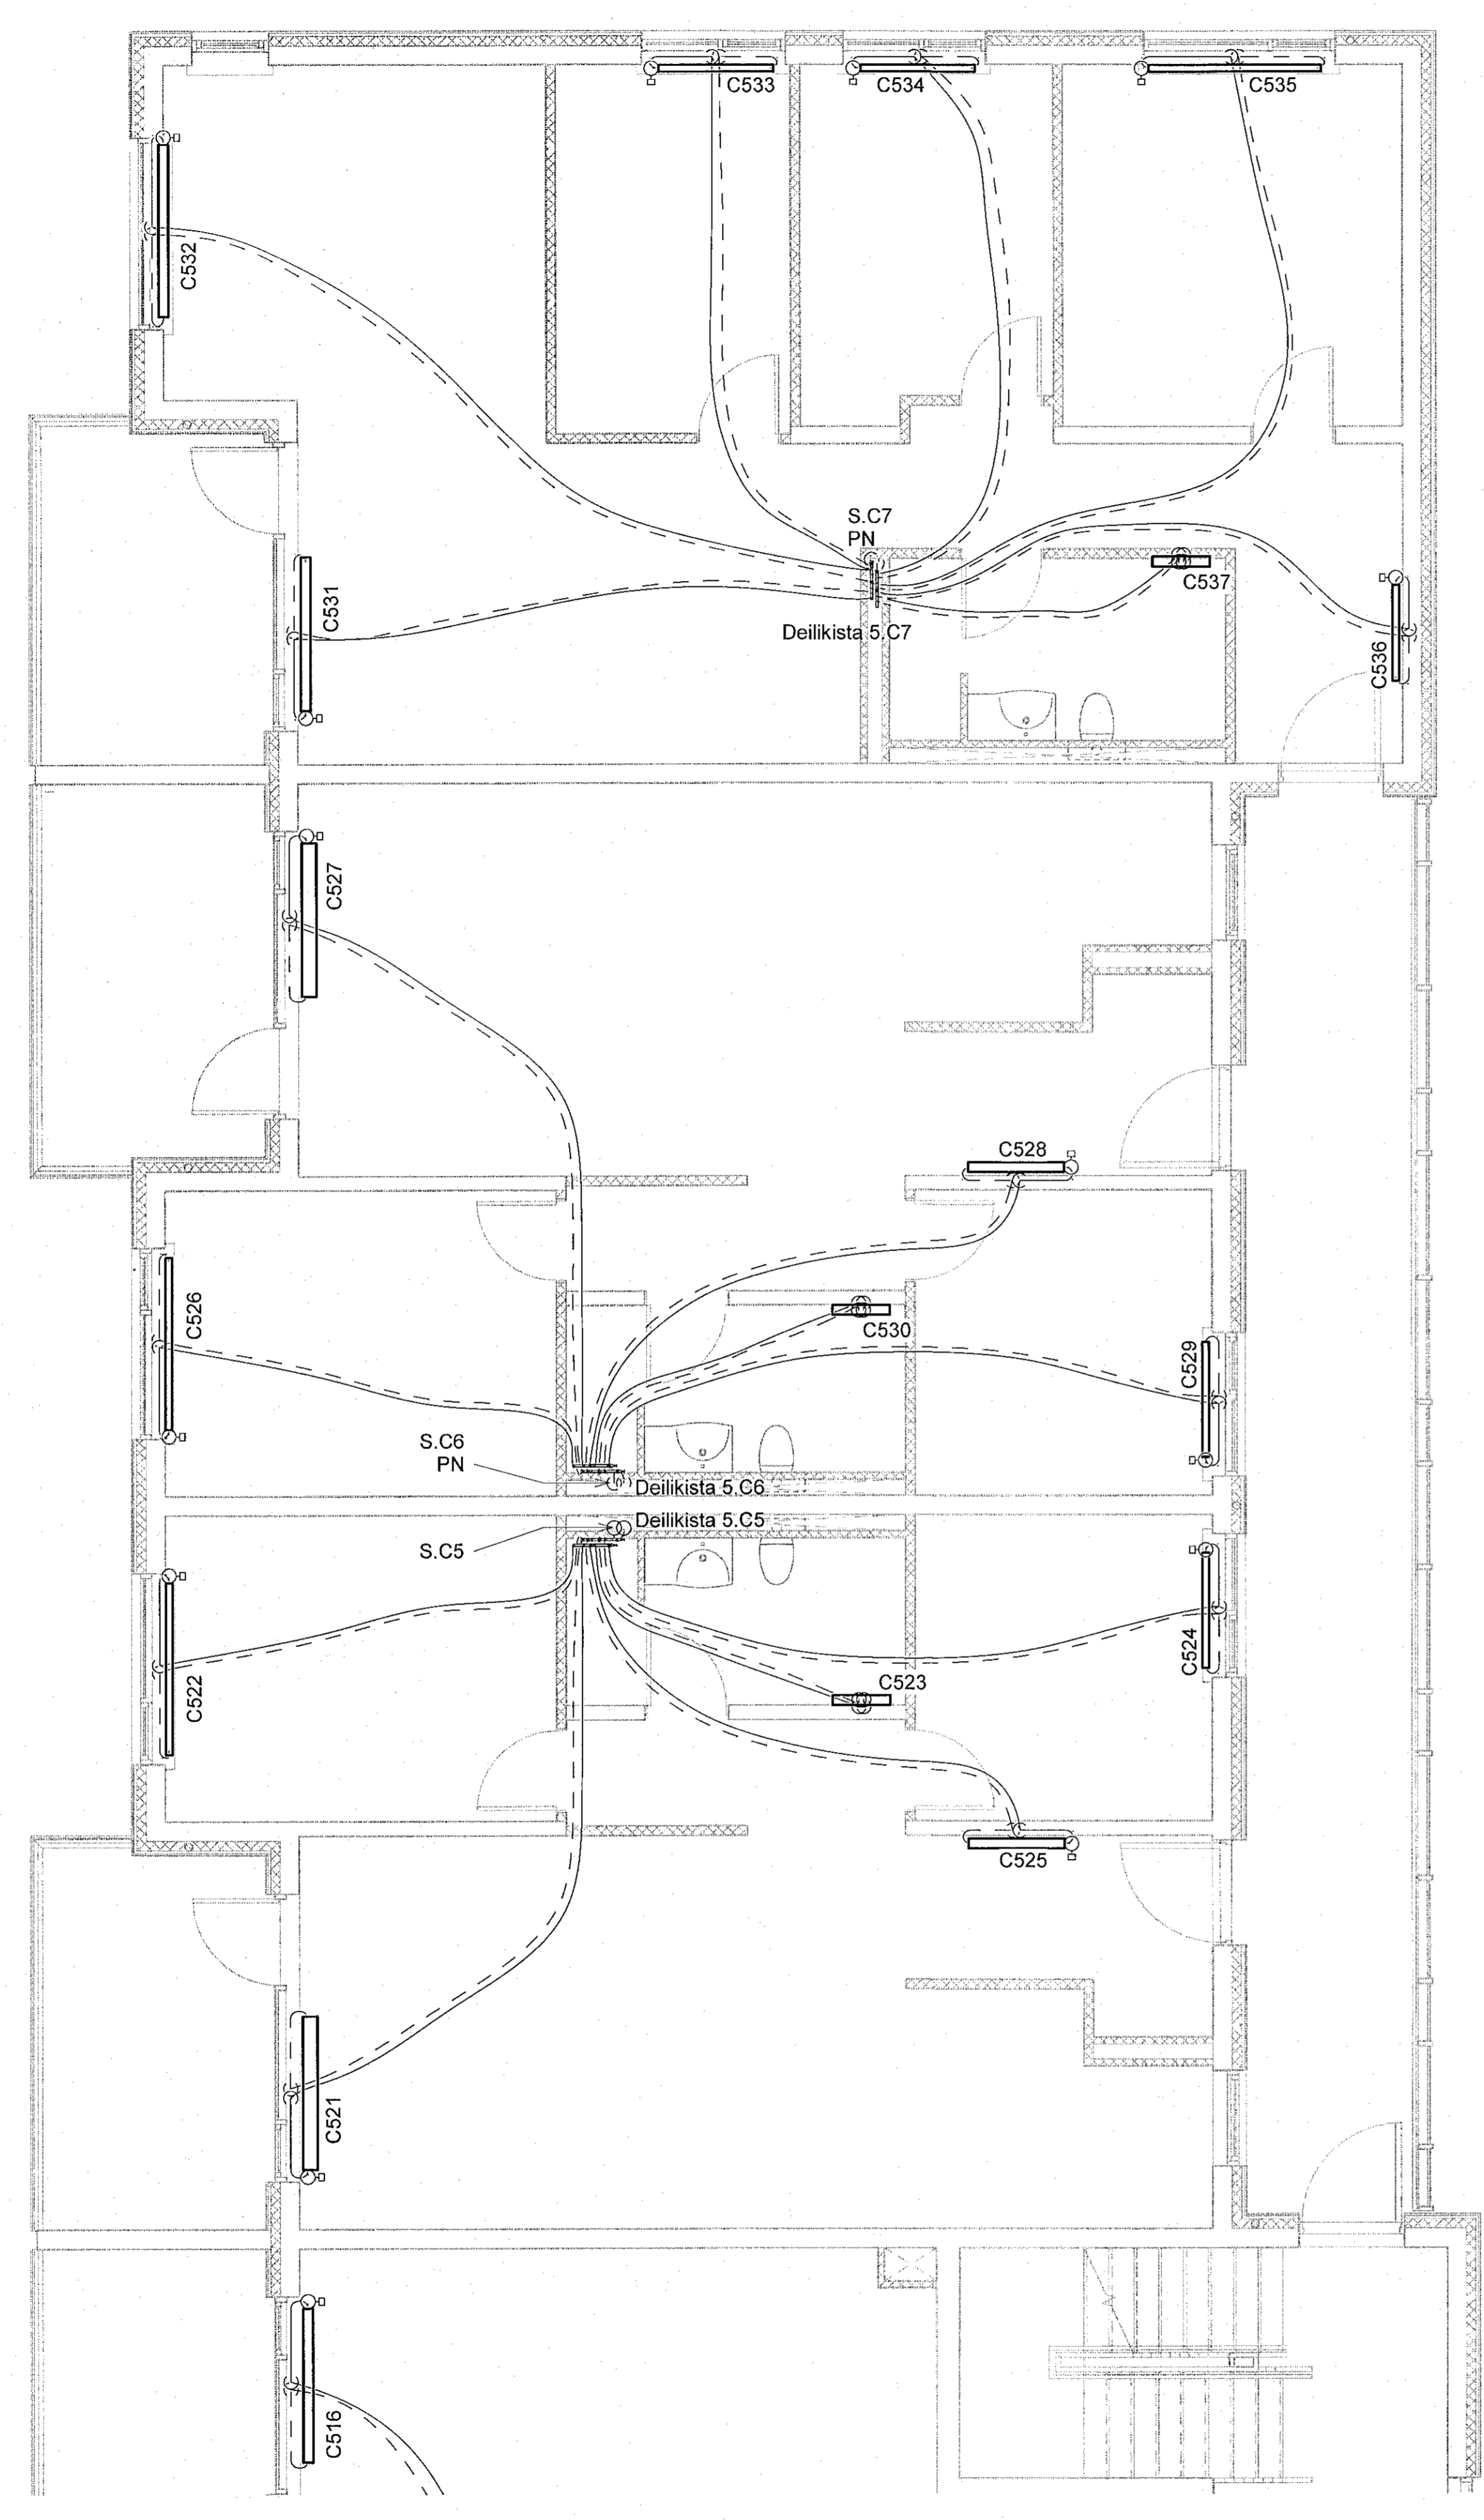 C533
C534
C535
C532
S.C7
PN
C531
C537
Deilikista 5.C7
C536
C527
C528
C526
C530
C529
S.C6
PN
Deilikista 5.C6
Deilikista 5.C5
S.C5
C524
C522
C523
C525
C521
C516